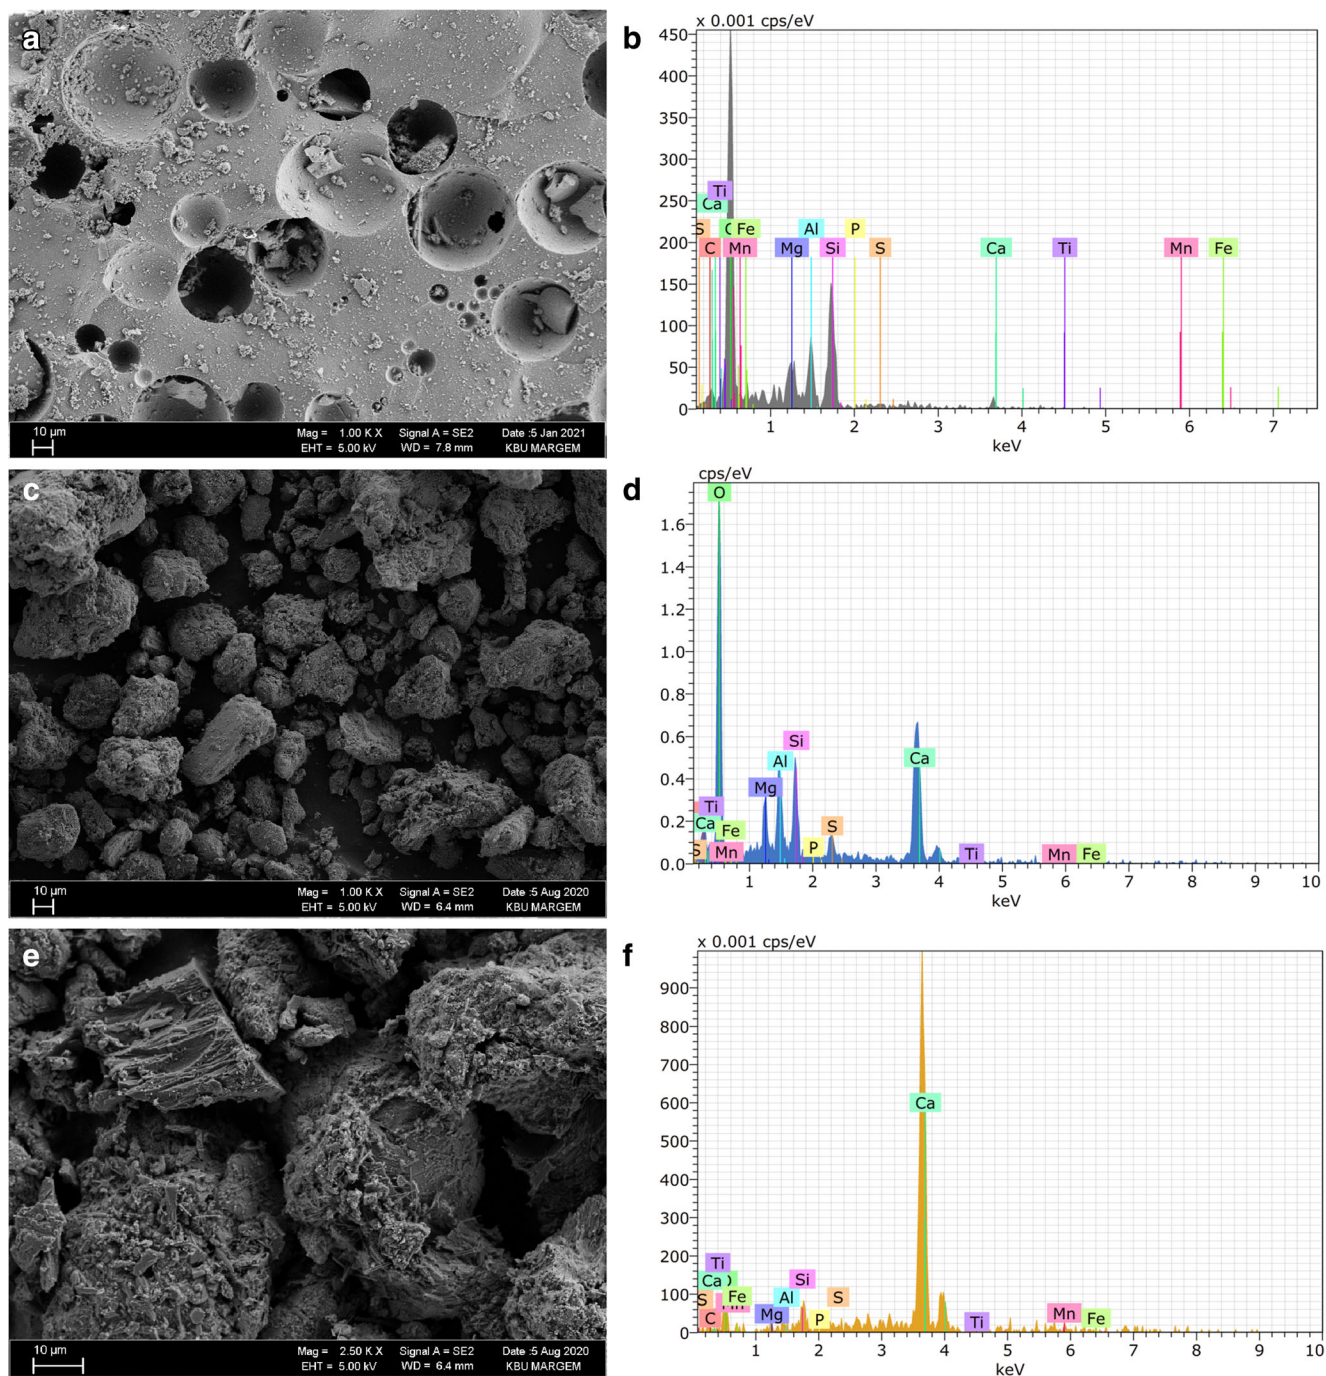 a
10 µm
Mag = 1.00 K X Signal A = SE2 Date :5 Jan 2021
EHT = 5.00 kV WD = 7.8 mm KBU MARGEM
b
x 0.001 cps/eV
450
400
350
300
250
200
150
100
50
0
Ti
Ca
S
Fe
Al
P
C
Mn
Mg
Si
S
Ca
Ti
Mn
Fe
1 2 3 4 5 6 7
keV
c
10 µm
Mag = 1.00 K X Signal A = SE2 Date :5 Aug 2020
EHT = 5.00 kV WD = 6.4 mm KBU MARGEM
d
cps/eV
O
1.6
1.4
1.2
1.0
0.8
0.6
0.4
0.2
0.0
Si
Al
Ca
Mg
Ti
Ca
Fe
S
S
Mn
P
Ti
Mn
Fe
1 2 3 4 5 6 7 8 9 10
keV
e
10 µm
Mag = 2.50 K X Signal A = SE2 Date :5 Aug 2020
EHT = 5.00 kV WD = 6.4 mm KBU MARGEM
f
x 0.001 cps/eV
900
800
700
600
500
400
300
200
100
0
Ca
Ti
Ca
Si
S
Fe
Al
S
C
Mn
Mg
P
Ti
Mn
Fe
1 2 3 4 5 6 7 8 9 10
keV